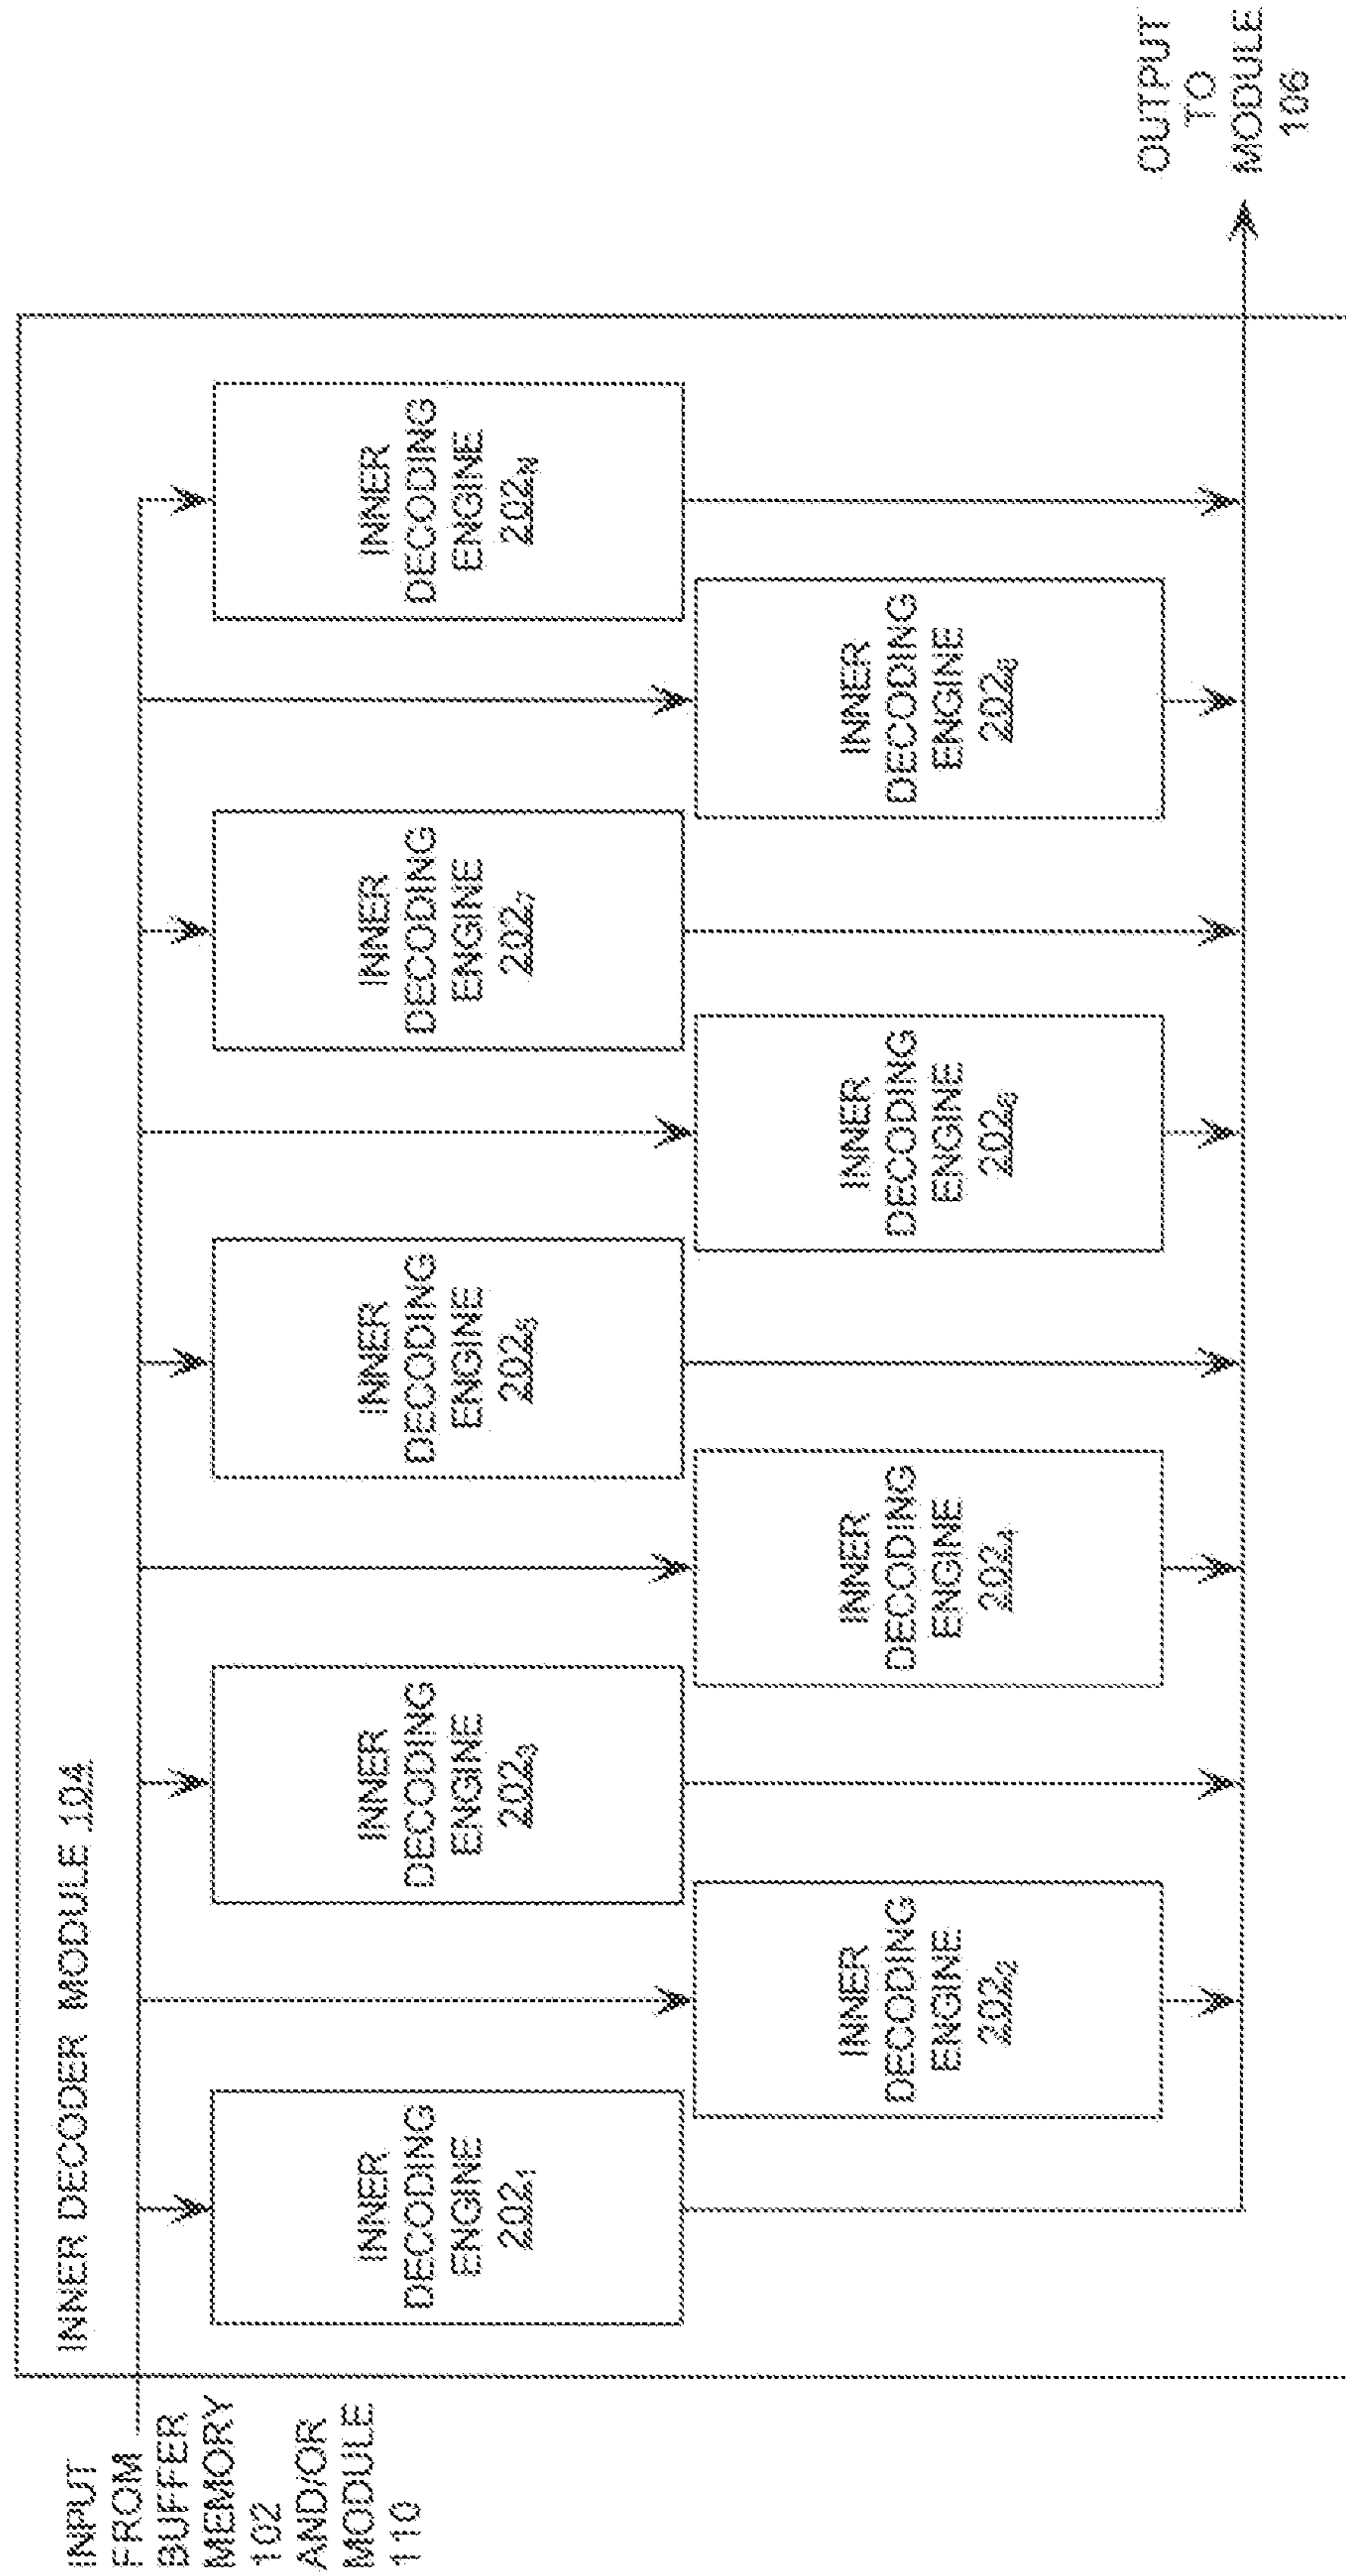 INNER DECODER MODULE 104
INPUT
FROM
BUFFER
MEMORY
102
AND/OR
MODULE
110
INNER
DECODING
ENGINE
202₁
INNER
DECODING
ENGINE
202₂
INNER
DECODING
ENGINE
202₃
INNER
DECODING
ENGINE
202₄
INNER
DECODING
ENGINE
202₅
INNER
DECODING
ENGINE
202₆
INNER
DECODING
ENGINE
202₇
INNER
DECODING
ENGINE
202₈
INNER
DECODING
ENGINE
202N
OUTPUT
TO
MODULE
106